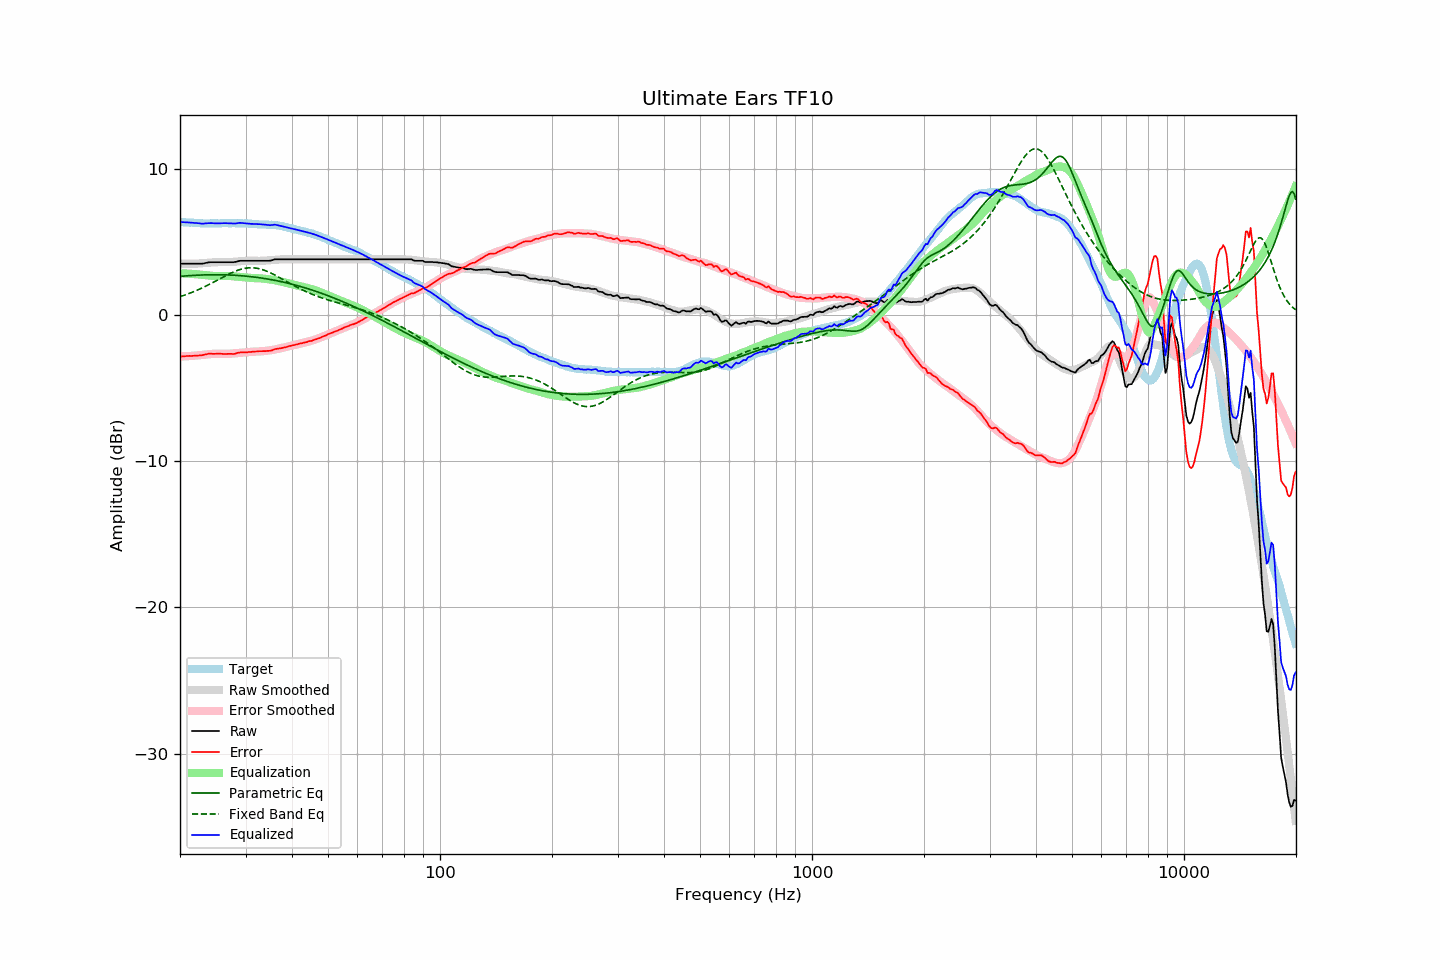 Ultimate Ears TF10
10
0
−10
−20
−30
Amplitude (dBr)
Target
Raw Smoothed
Error Smoothed
Raw
Error
Equalization
Parametric Eq
Fixed Band Eq
Equalized
100
1000
10000
Frequency (Hz)